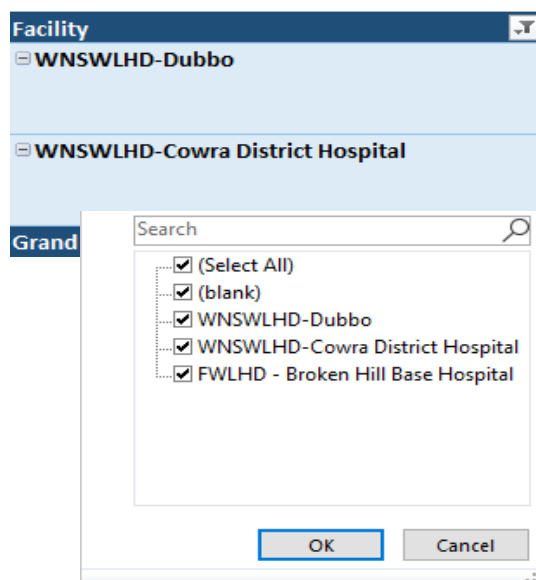 Facility
WNSWLHD-Dubbo
WNSWLHD-Cowra District Hospital
Grand
Search
(Select All)
(blank)
WNSWLHD-Dubbo
WNSWLHD-Cowra District Hospital
FWLHD - Broken Hill Base Hospital
OK Cancel